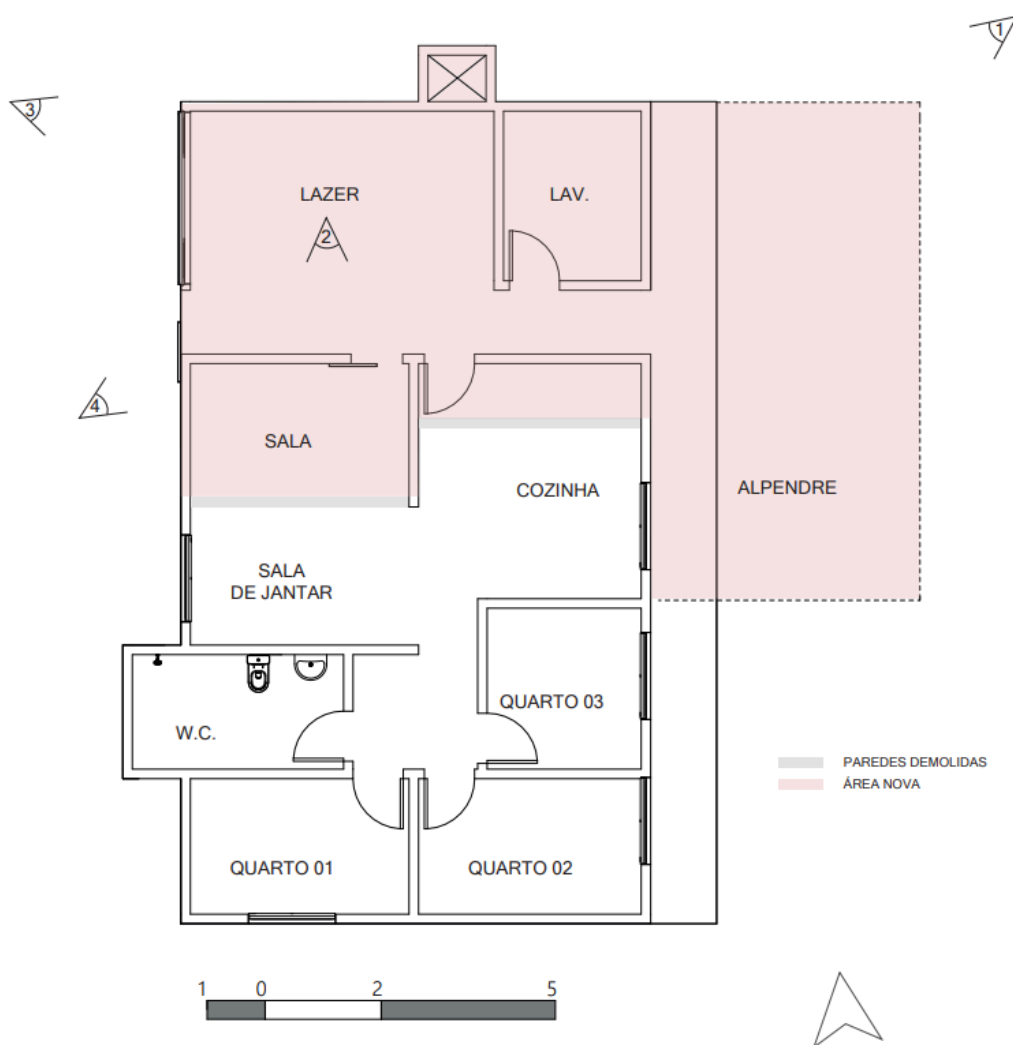 1
3
LAZER
LAV.
2
4
SALA
COZINHA
ALPENDRE
SALA
DE JANTAR
QUARTO 03
W.C.
PAREDES DEMOLIDAS
ÁREA NOVA
QUARTO 01
QUARTO 02
1 0 2 5